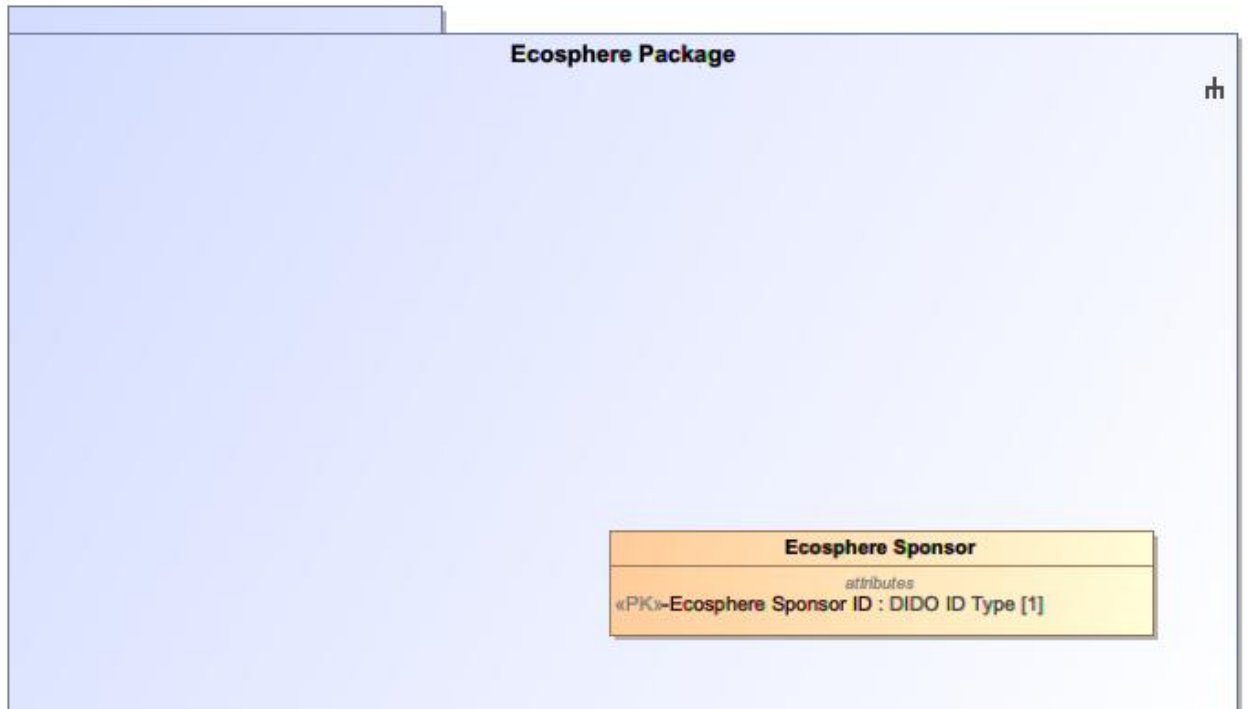 Ecosphere Package
Ecosphere Sponsor
attributes
«PK»-Ecosphere Sponsor ID : DIDO ID Type [1]